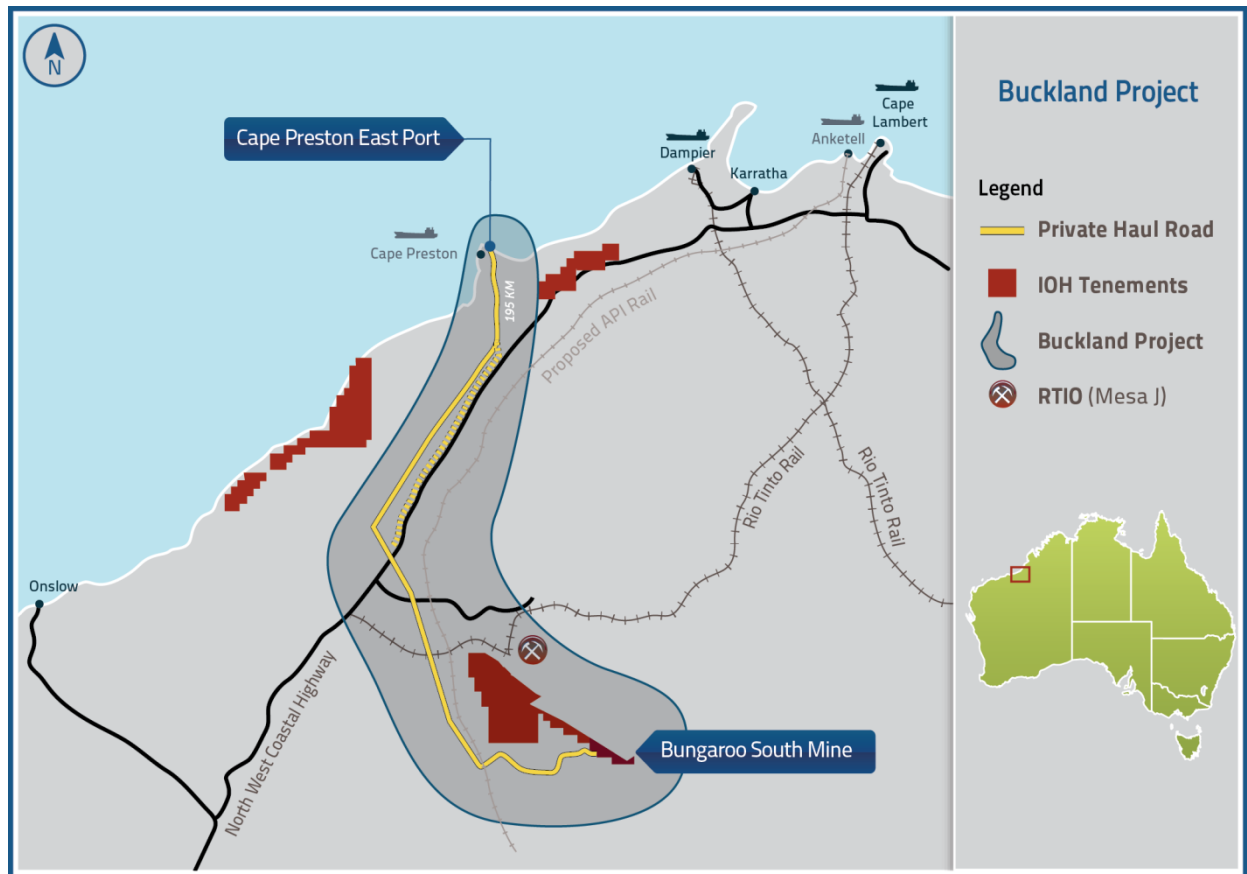 N
Cape Preston East Port
Cape Preston
195 KM
Dampier
Karratha
Anketell
Cape
Lambert
Proposed API Rail
Rio Tinto Rail
Rio Tinto Rail
Onslow
North West Coastal Highway
Bungaroo South Mine
Buckland Project
Legend
Private Haul Road
IOH Tenements
Buckland Project
RTIO (Mesa J)